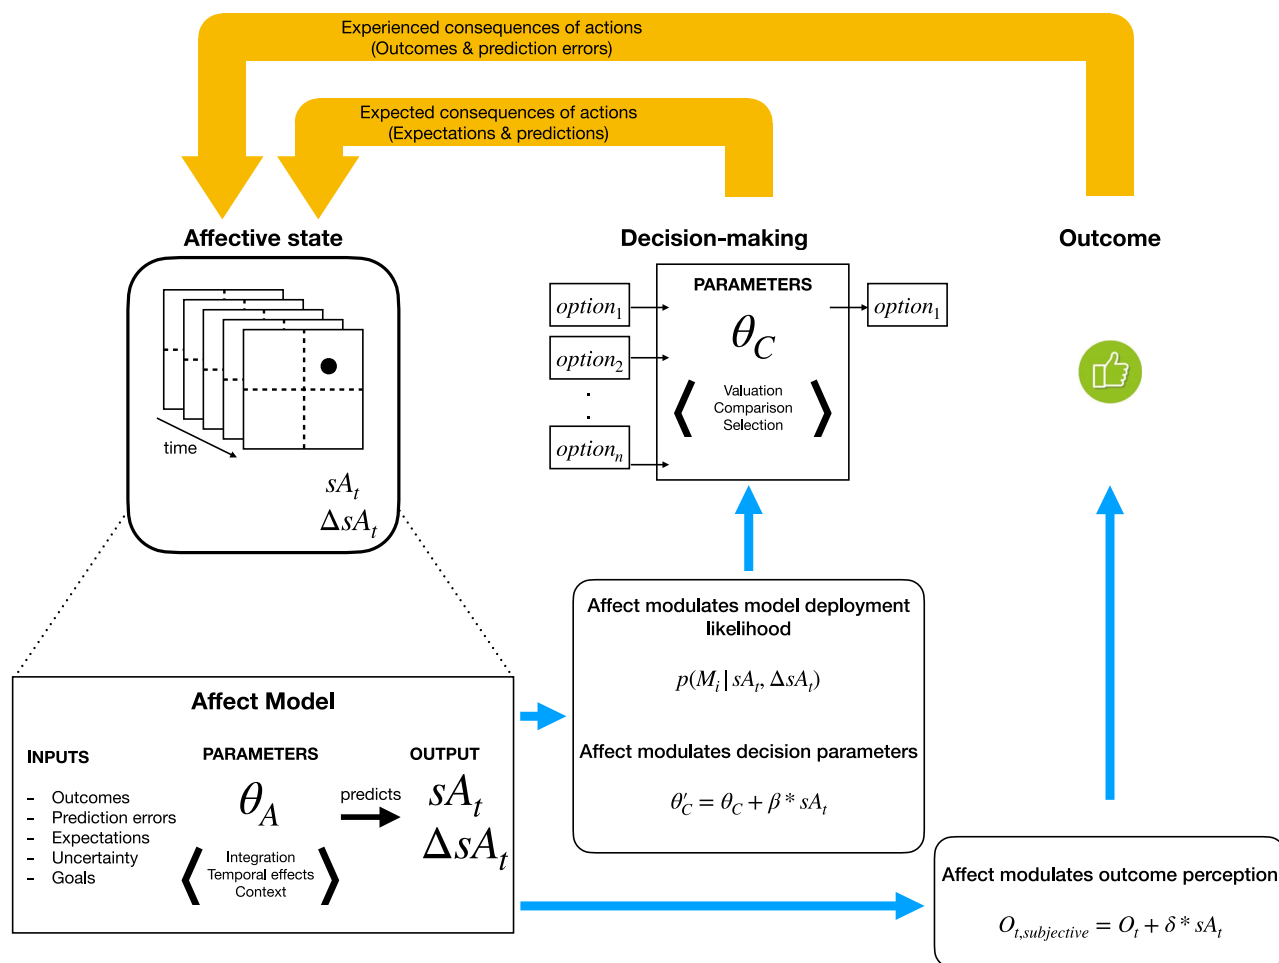 Experienced consequences of actions
(Outcomes & prediction errors)
Expected consequences of actions
(Expectations & predictions)
Affective state
Decision-making
Outcome
time
sA_t
ΔsA_t
option_1
option_2
.
.
option_n
PARAMETERS
θ_C
Valuation
Comparison
Selection
option_1
Affect modulates model deployment
likelihood
p(M_i | sA_t, ΔsA_t)
Affect modulates decision parameters
θ′_C = θ_C + β * sA_t
Affect Model
INPUTS
- Outcomes
- Prediction errors
- Expectations
- Uncertainty
- Goals
PARAMETERS
θ_A
Integration
Temporal effects
Context
predicts
OUTPUT
sA_t
ΔsA_t
Affect modulates outcome perception
O_{t,subjective} = O_t + δ * sA_t